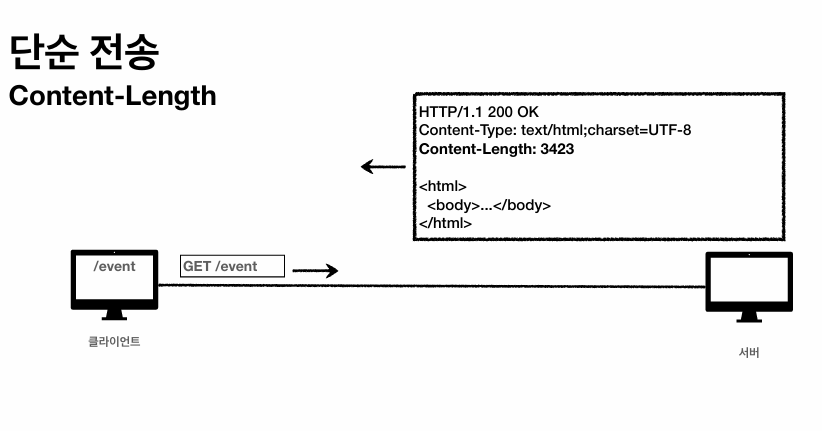 단순 전송
Content-Length
HTTP/1.1 200 OK
Content-Type: text/html;charset=UTF-8
Content-Length: 3423
<html>
<body>...</body>
</html>
/event
GET /event
클라이언트
서버